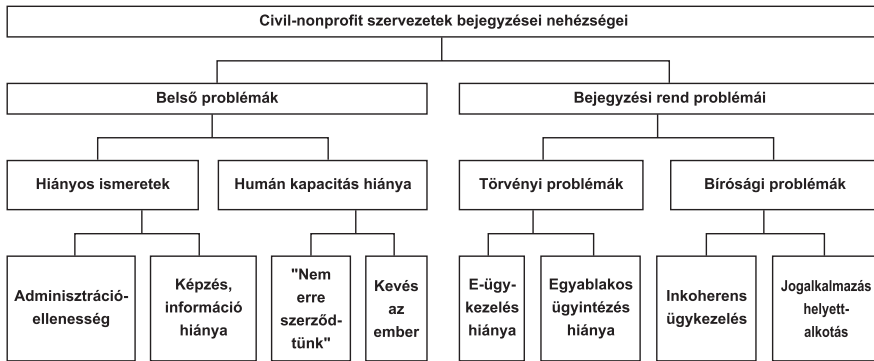 Civil-nonprofit szervezetek bejegyzései nehézségei
Belső problémák
Bejegyzési rend problémái
Hiányos ismeretek
Humán kapacitás hiánya
Törvényi problémák
Bírósági problémák
Adminisztráció-
ellenesség
Képzés,
információ
hiánya
"Nem
erre
szerződ-
tünk"
Kevés
az
ember
E-ügy-
kezelés
hiánya
Egyablakos
ügyintézés
hiánya
Inkoherens
ügykezelés
Jogalkalmazás
helyett-
alkotás